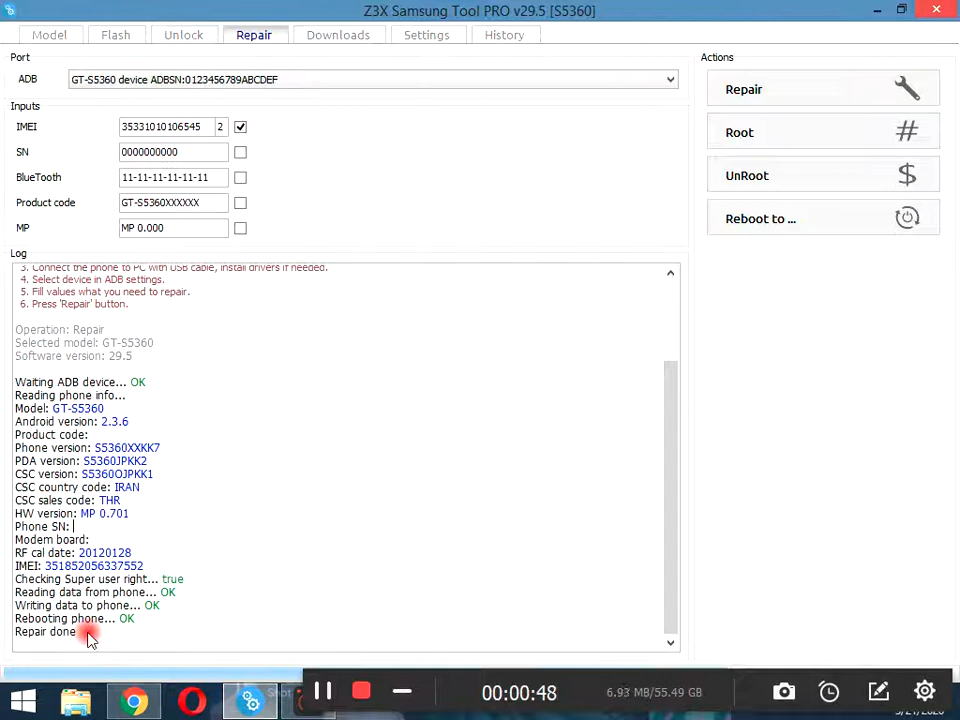 Z3X Samsung Tool PRO v29.5 [S5360]
Model Flash Unlock Repair Downloads Settings History
Port
ADB GT-S5360 device ADBSN:0123456789ABCDEF
Inputs
IMEI 35331010106545 2
SN 0000000000
BlueTooth 11-11-11-11-11-11
Product code GT-S5360XXXXXX
MP MP 0.000
Actions
Repair
Root
UnRoot
Reboot to ...
Log
3. Connect the phone to PC with USB cable, install drivers if needed.
4. Select device in ADB settings.
5. Fill values what you need to repair.
6. Press 'Repair' button.
Operation: Repair
Selected model: GT-S5360
Software version: 29.5
Waiting ADB device... OK
Reading phone info...
Model: GT-S5360
Android version: 2.3.6
Product code:
Phone version: S5360XXKK7
PDA version: S5360JPKK2
CSC version: S5360OJPKK1
CSC country code: IRAN
CSC sales code: THR
HW version: MP 0.701
Phone SN:
Modem board:
RF cal date: 20120128
IMEI: 351852056337552
Checking Super user right... true
Reading data from phone... OK
Writing data to phone... OK
Rebooting phone... OK
Repair done
00:00:48
6.93 MB/55.49 GB